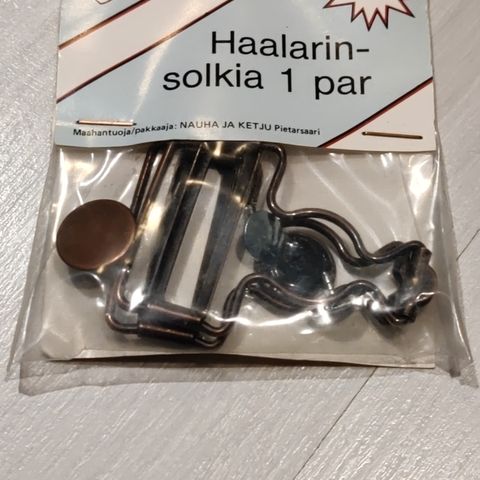 Haalarin-
solkia 1 par
Maahantuoja/pakkaaja: NAUHA JA KETJU Pietarsaari